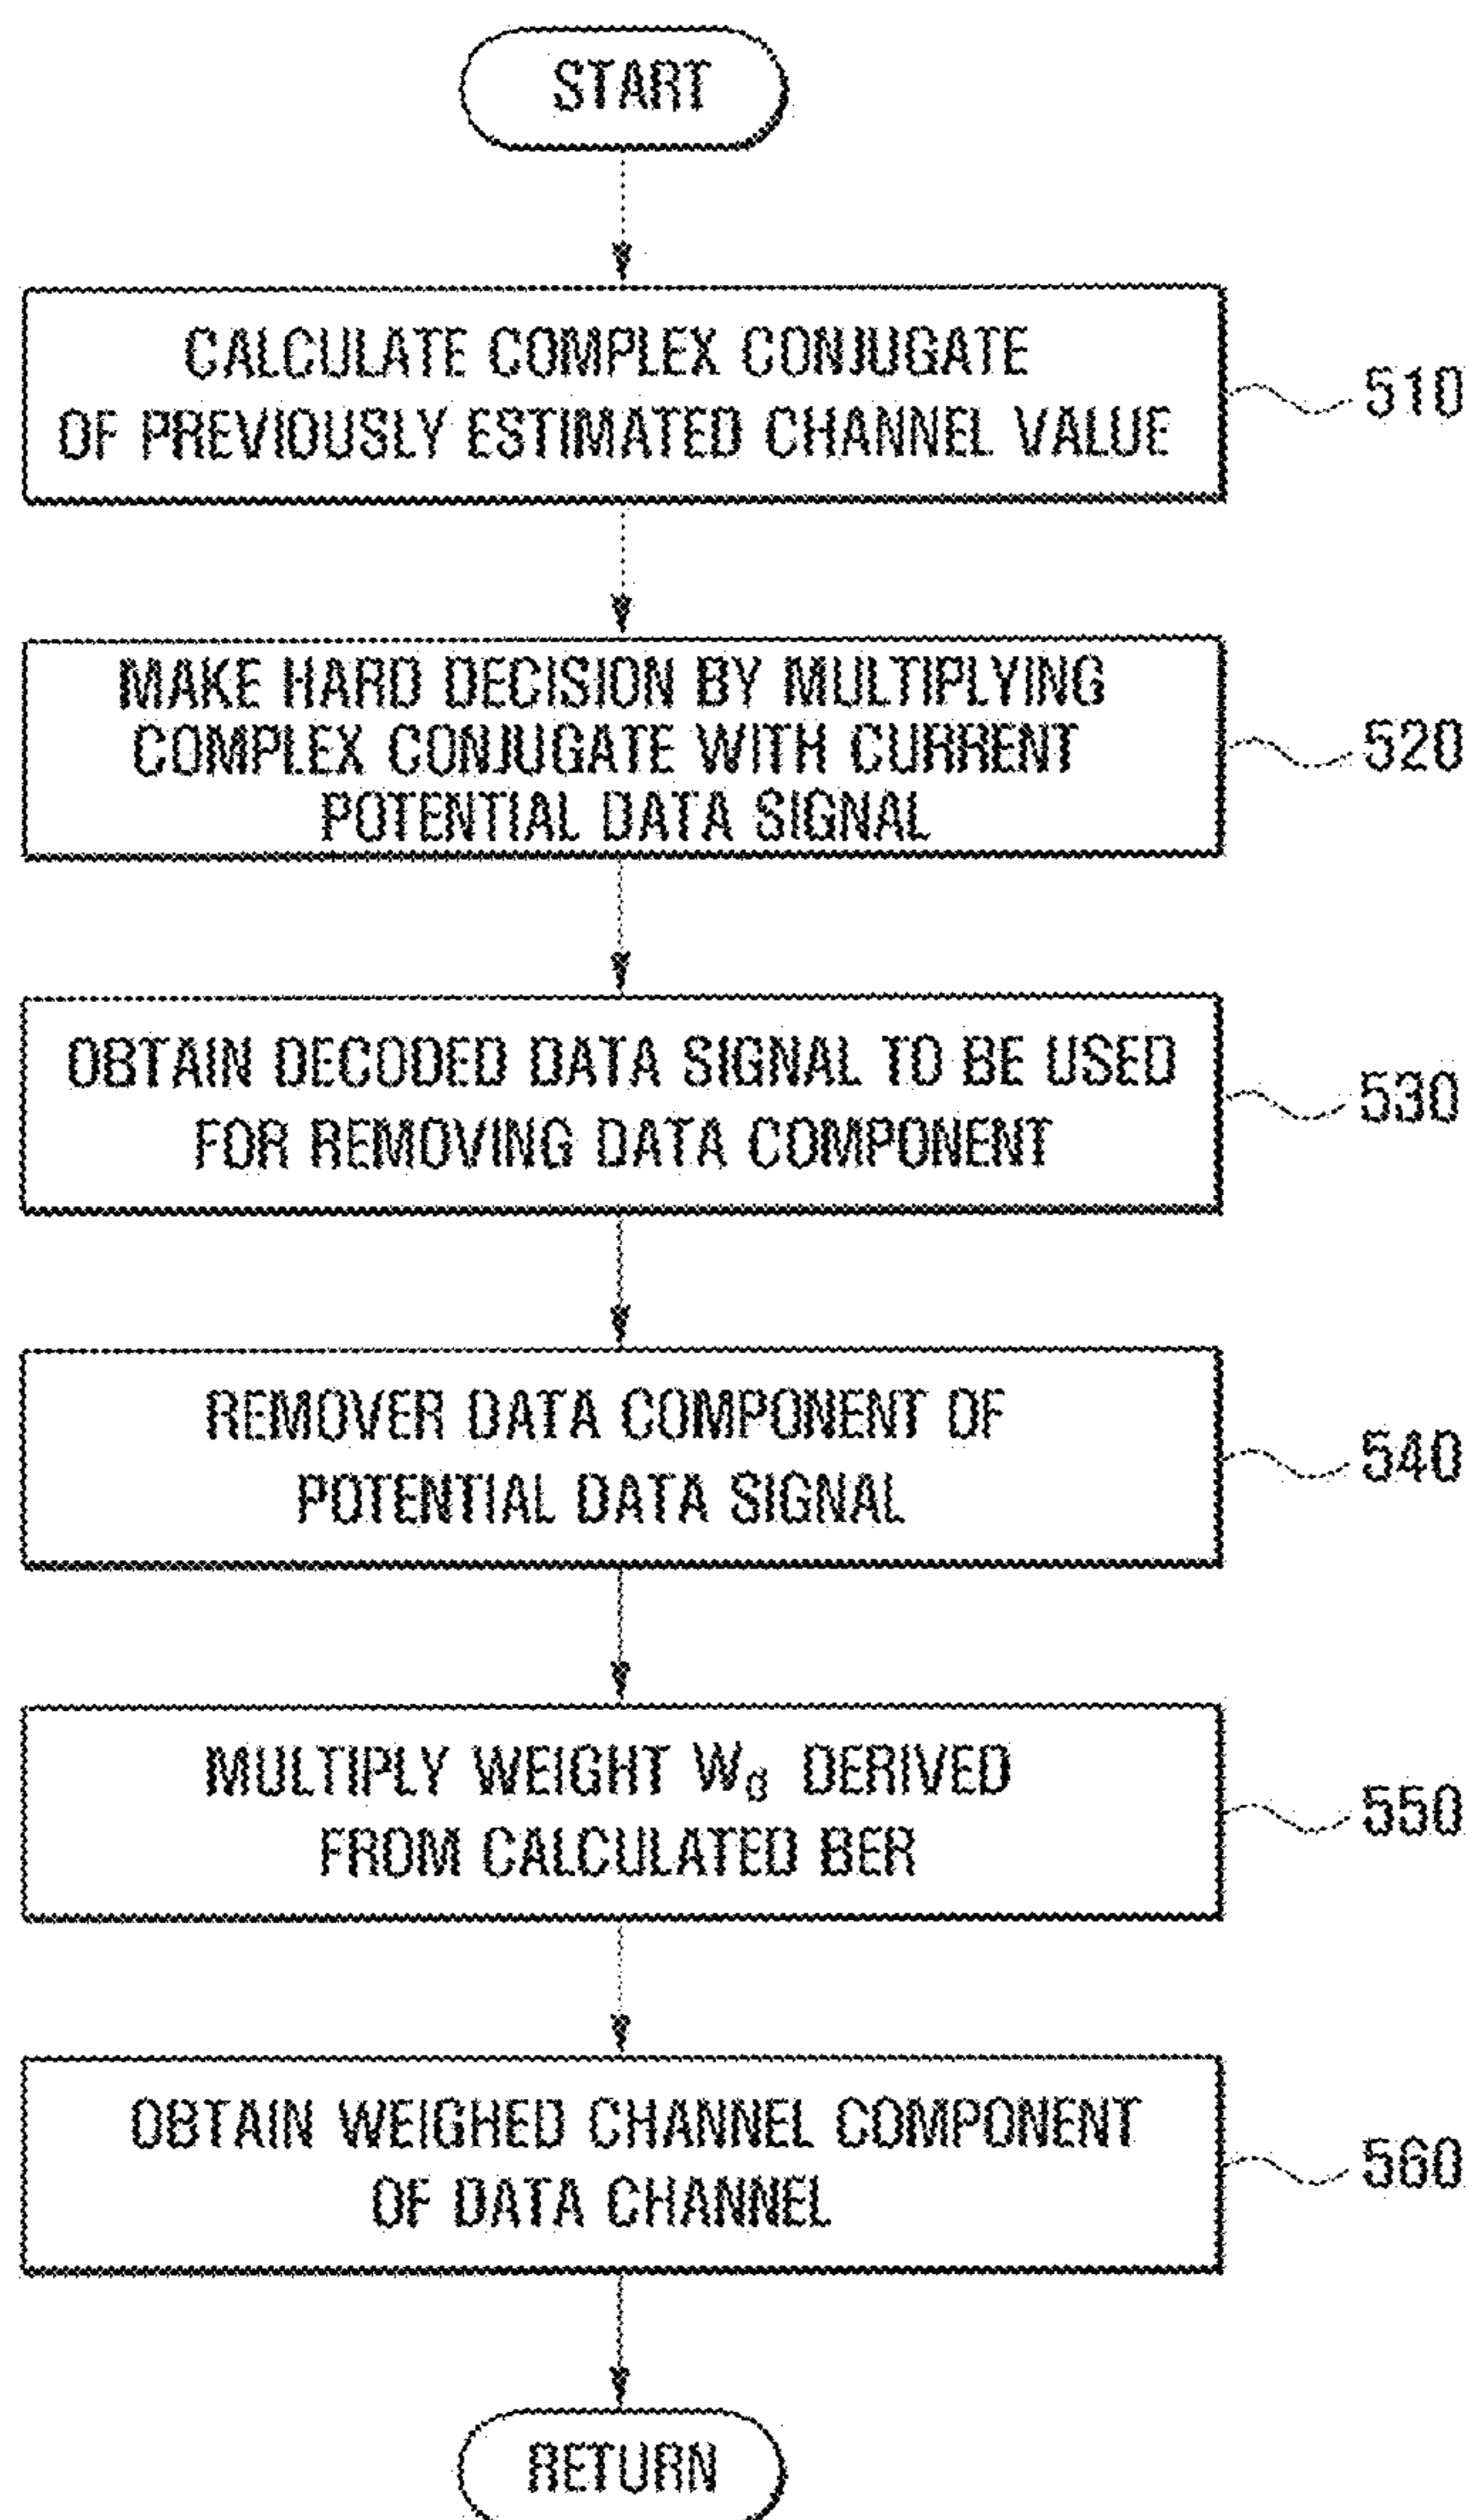 START
CALCULATE COMPLEX CONJUGATE
OF PREVIOUSLY ESTIMATED CHANNEL VALUE
510
MAKE HARD DECISION BY MULTIPLYING
COMPLEX CONJUGATE WITH CURRENT
POTENTIAL DATA SIGNAL
520
OBTAIN DECODED DATA SIGNAL TO BE USED
FOR REMOVING DATA COMPONENT
530
REMOVER DATA COMPONENT OF
POTENTIAL DATA SIGNAL
540
MULTIPLY WEIGHT Wd DERIVED
FROM CALCULATED BER
550
OBTAIN WEIGHED CHANNEL COMPONENT
OF DATA CHANNEL
560
RETURN